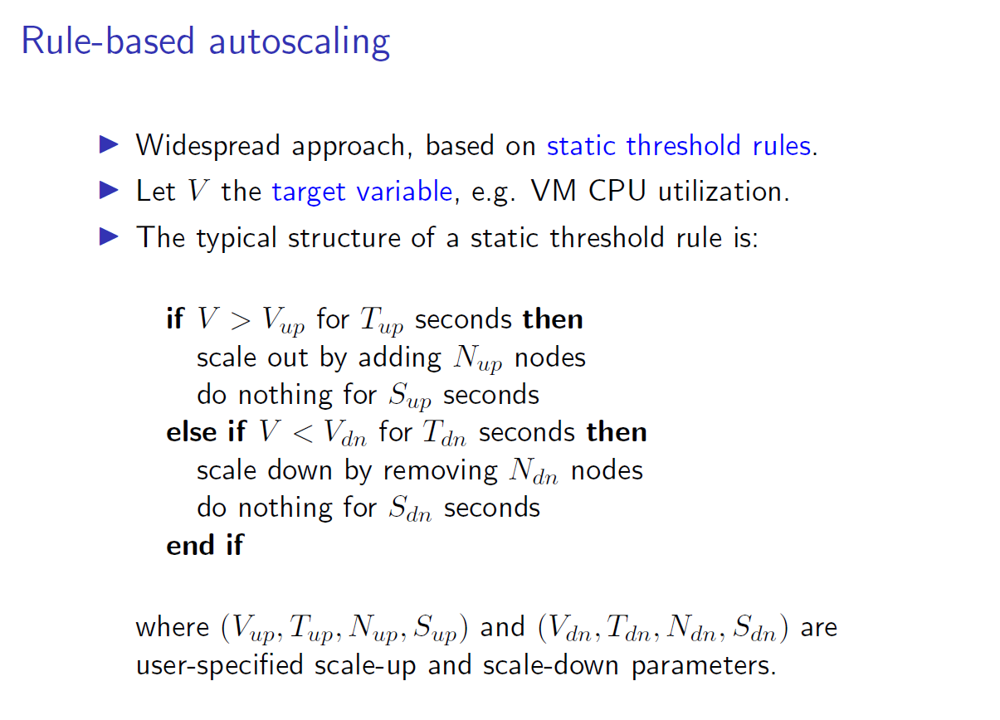 Rule-based autoscaling
▶ Widespread approach, based on static threshold rules.
▶ Let V the target variable, e.g. VM CPU utilization.
▶ The typical structure of a static threshold rule is:
if V > V_{up} for T_{up} seconds then
scale out by adding N_{up} nodes
do nothing for S_{up} seconds
else if V < V_{dn} for T_{dn} seconds then
scale down by removing N_{dn} nodes
do nothing for S_{dn} seconds
end if
where (V_{up}, T_{up}, N_{up}, S_{up}) and (V_{dn}, T_{dn}, N_{dn}, S_{dn}) are
user-specified scale-up and scale-down parameters.